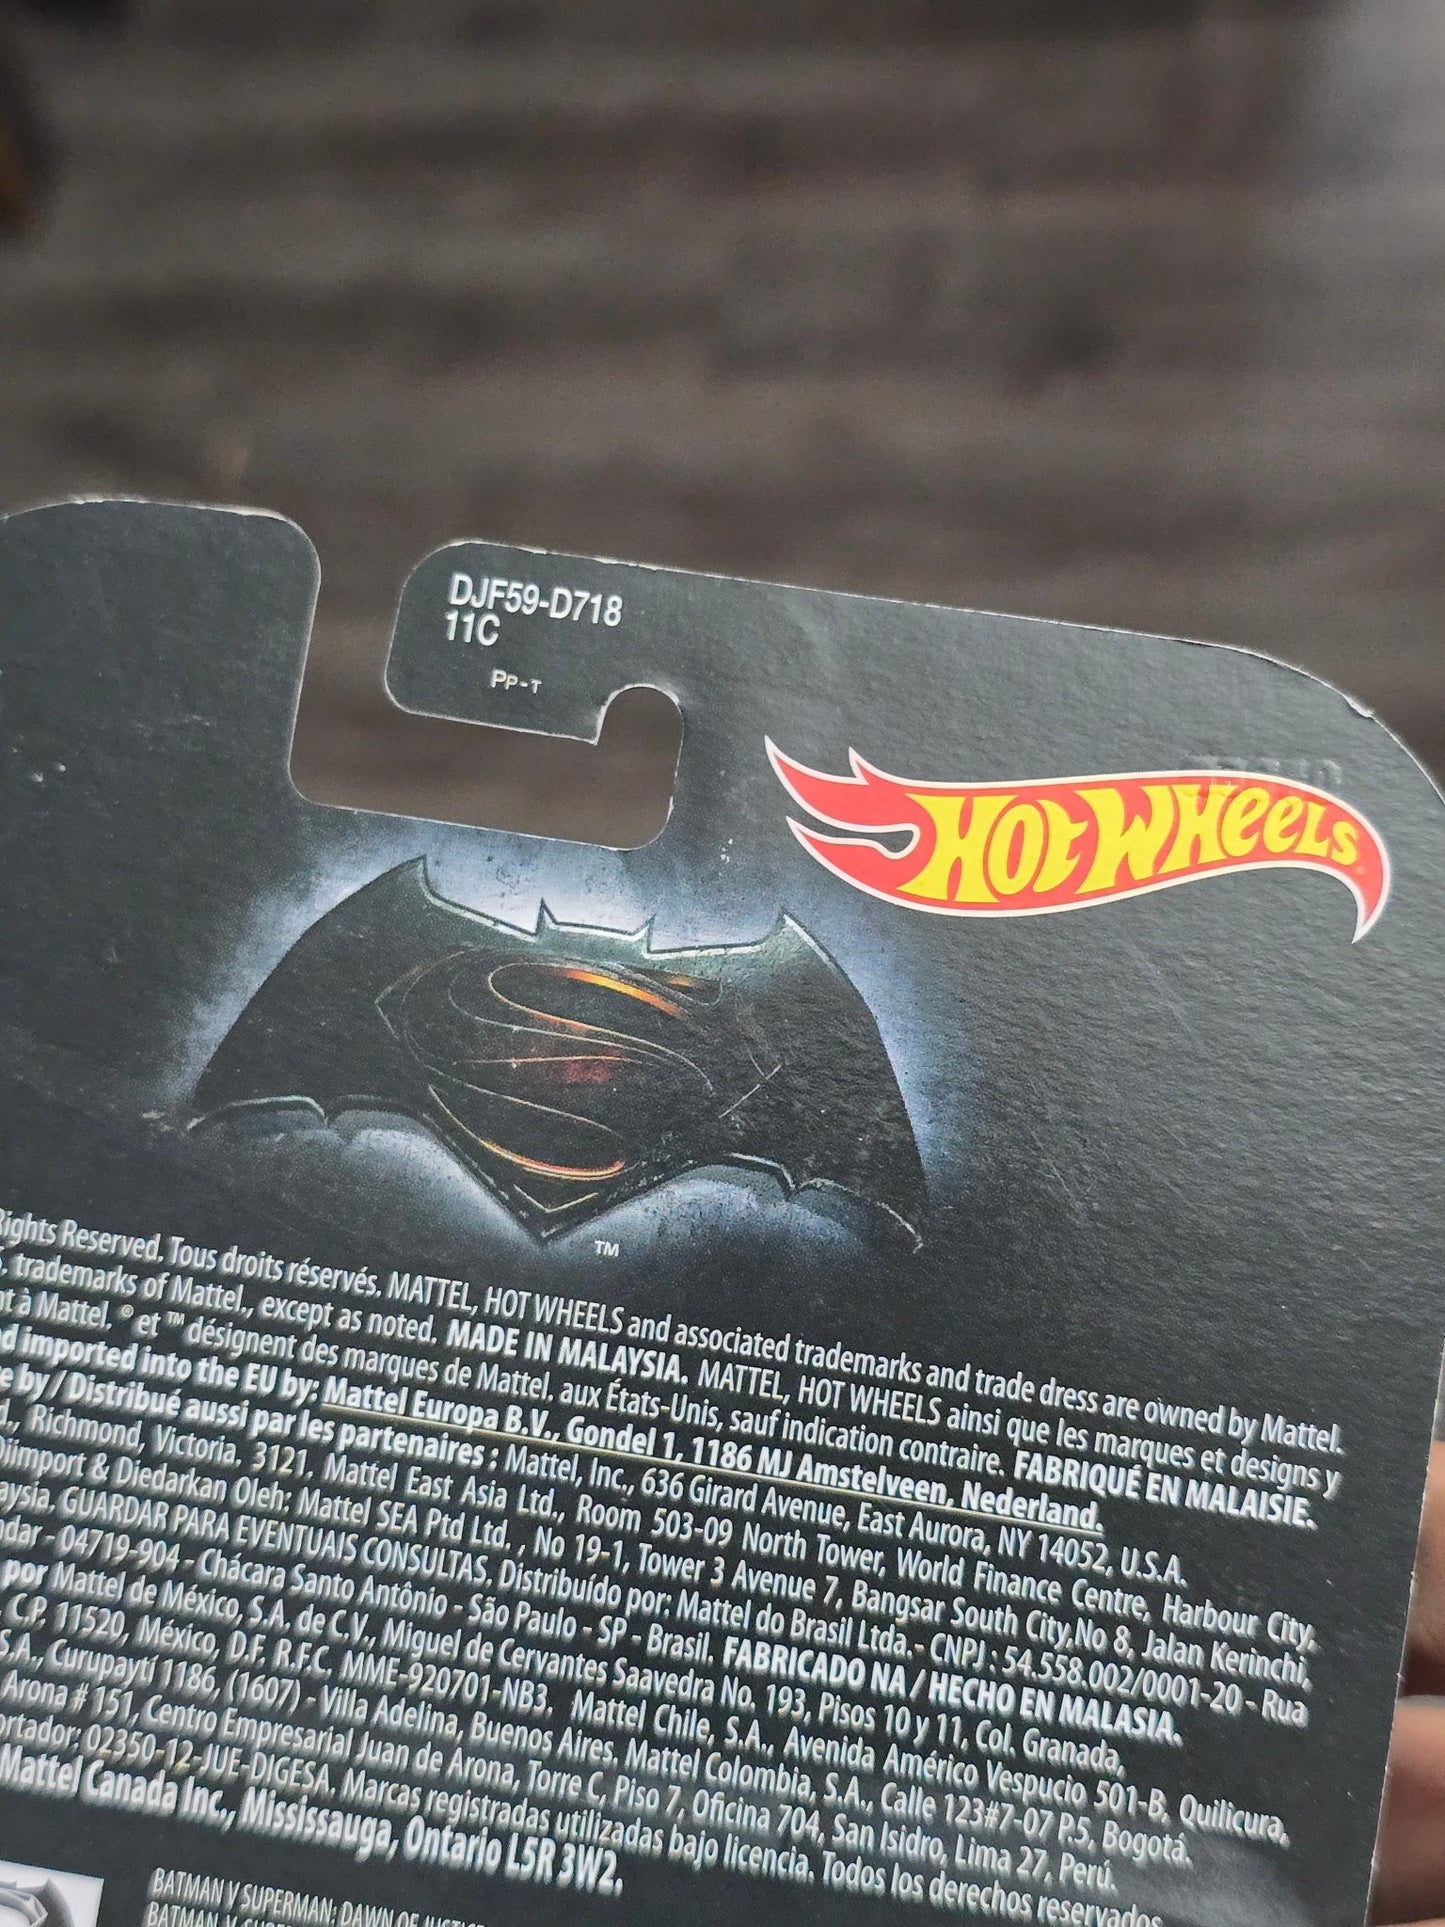 DJF59-D718
11C
PP-T
HOT WHEELS
TM
Rights Reserved. Tous droits réservés. MATTEL, HOT WHEELS and associated trademarks and trade dress are owned by Mattel.
trademarks of Mattel., except as noted. MADE IN MALAYSIA. MATTEL, HOT WHEELS ainsi que les marques et designs y
à Mattel. ® et ™ désignent des marques de Mattel. aux États-Unis, sauf indication contraire. FABRIQUÉ EN MALAISIE.
imported into the EU by: Mattel Europa B.V., Gondel 1, 1186 MJ Amstelveen, Nederland.
by / Distribué aussi par les partenaires : Mattel, Inc., 636 Girard Avenue, East Aurora, NY 14052, U.S.A.
Richmond, Victoria. 3121. Mattel East Asia Ltd., Room 503-09 North Tower, World Finance Centre, Harbour City,
Diimport & Diedarkan Oleh: Mattel SEA Ptd Ltd. , No 19-1, Tower 3 Avenue 7, Bangsar South City,No 8, Jalan Kerinchi,
GUARDAR PARA EVENTUAIS CONSULTAS. Distribuído por: Mattel do Brasil Ltda.- CNPJ : 54.558.002/0001-20 - Rua
- 04719-904 - Chácara Santo Antônio - São Paulo - SP - Brasil. FABRICADO NA / HECHO EN MALASIA.
por Mattel de México, S.A. de C.V., Miguel de Cervantes Saavedra No. 193, Pisos 10 y 11, Col. Granada,
C.P. 11520, México, D.F. R.F.C. MME-920701-NB3. Mattel Chile, S.A., Avenida Américo Vespucio 501-B, Quilicura,
S.A., Curupaytí 1186, (1607) - Villa Adelina, Buenos Aires. Mattel Colombia, S.A., Calle 123#7-07 P.5, Bogotá.
Arona # 151, Centro Empresarial Juan de Arona, Torre C, Piso 7, Oficina 704, San Isidro, Lima 27, Perú.
02350-12-JUE-DIGESA. Marcas registradas utilizadas bajo licencia. Todos los derechos reservados
Mattel Canada Inc., Mississauga, Ontario L5R 3W2.
BATMAN V SUPERMAN: DAWN OF JUSTICE
BATMAN V